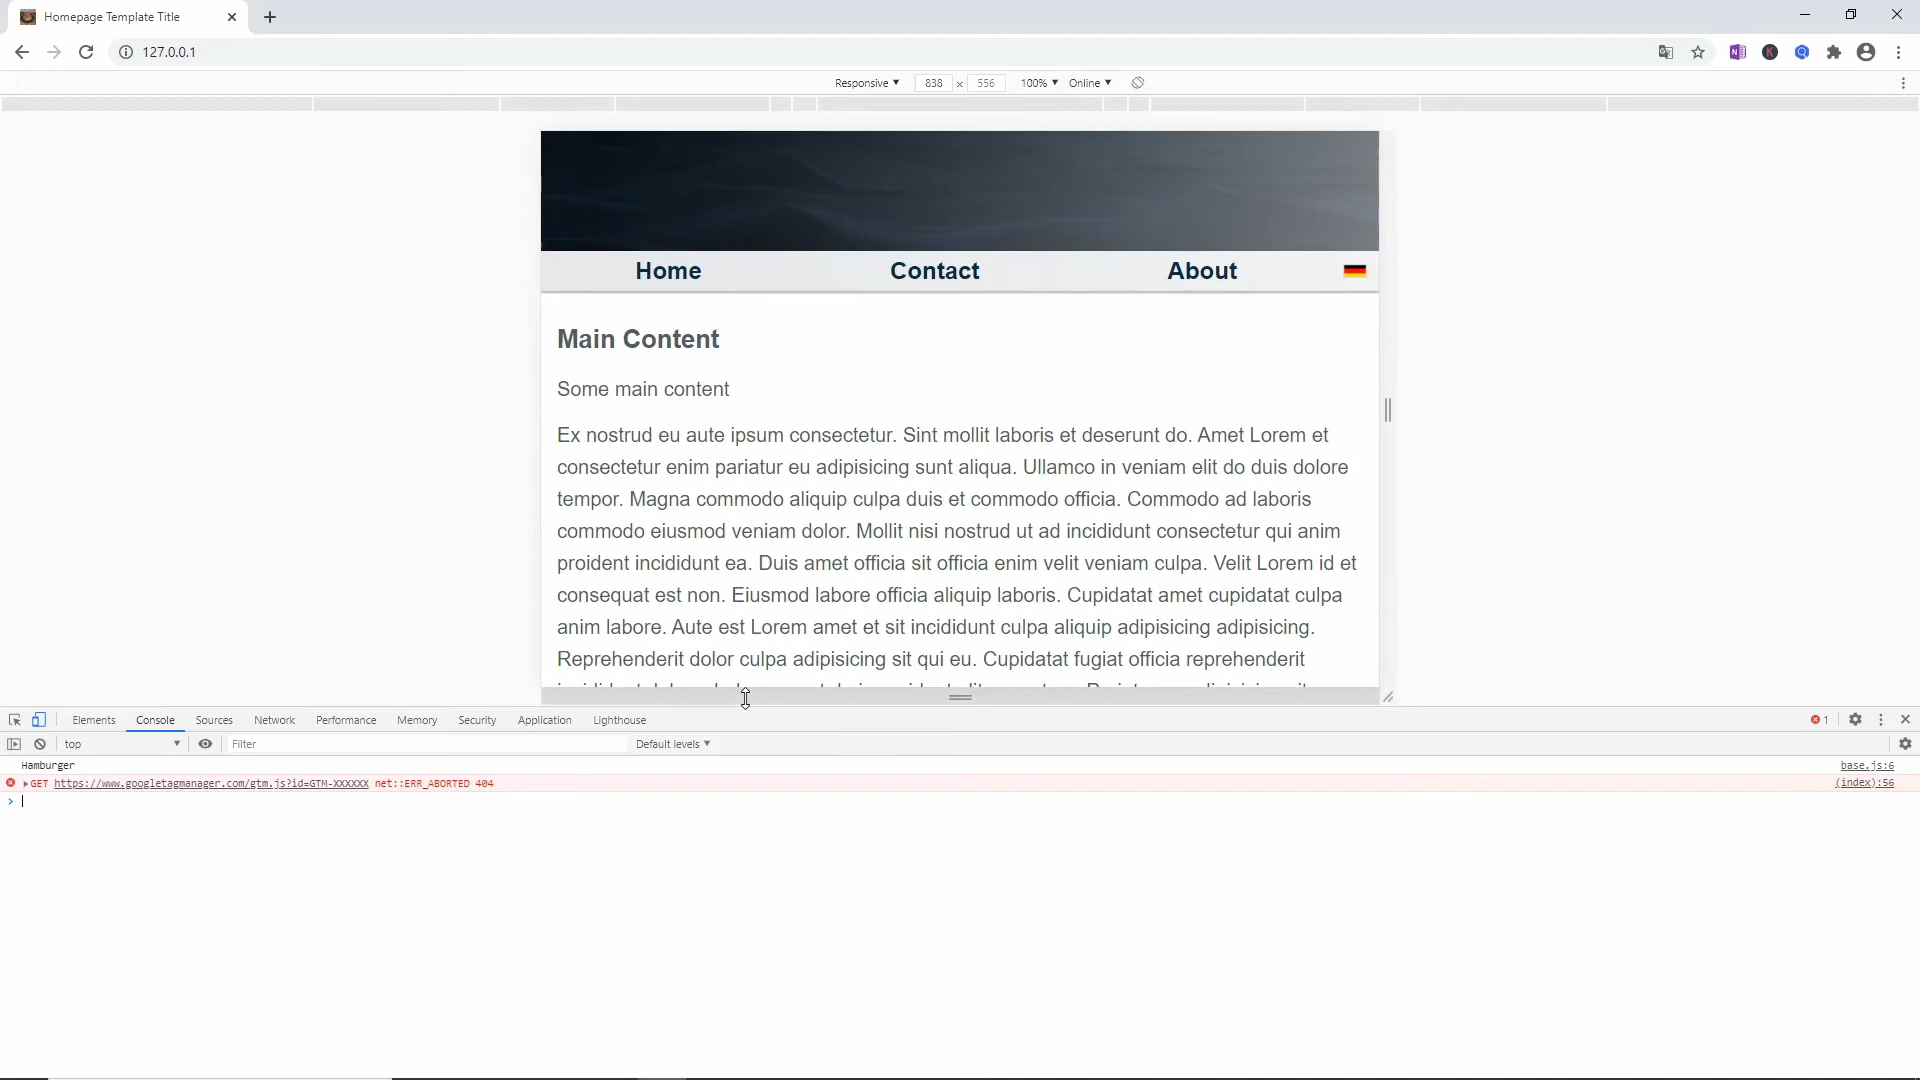 Homepage Template Title
127.0.0.1
Responsive 838 x 556 100% Online
Home Contact About
Main Content
Some main content
Ex nostrud eu aute ipsum consectetur. Sint mollit laboris et deserunt do. Amet Lorem et
consectetur enim pariatur eu adipisicing sunt aliqua. Ullamco in veniam elit do duis dolore
tempor. Magna commodo aliquip culpa duis et commodo officia. Commodo ad laboris
commodo eiusmod veniam dolor. Mollit nisi nostrud ut ad incididunt consectetur qui anim
proident incididunt ea. Duis amet officia sit officia enim velit veniam culpa. Velit Lorem id et
consequat est non. Eiusmod labore officia aliquip laboris. Cupidatat amet cupidatat culpa
anim labore. Aute est Lorem amet et sit incididunt culpa aliquip adipisicing adipisicing.
Reprehenderit dolor culpa adipisicing sit qui eu. Cupidatat fugiat officia reprehenderit
Elements Console Sources Network Performance Memory Security Application Lighthouse 1
top Filter Default levels
Hamburger base.js:6
GET https://www.googletagmanager.com/gtm.js?id=GTM-XXXXXX net::ERR_ABORTED 404 (index):56